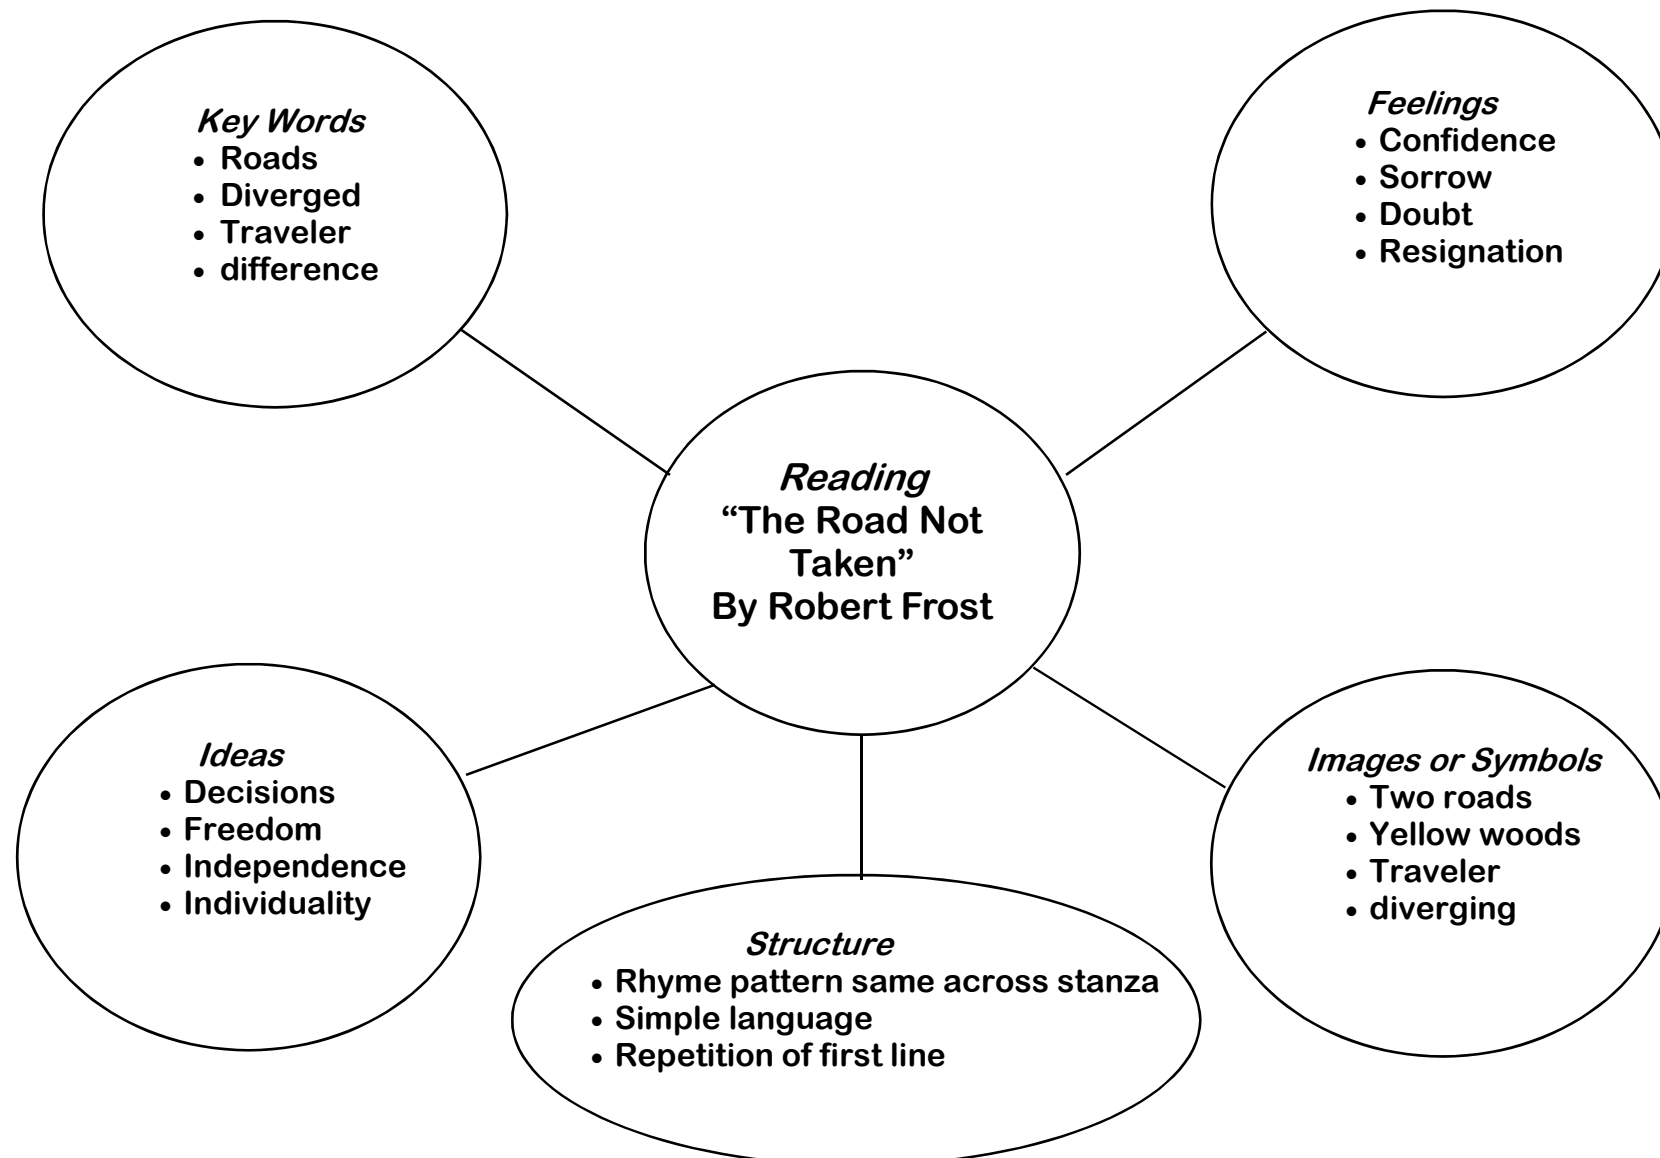 Key Words
• Roads
• Diverged
• Traveler
• difference
Feelings
• Confidence
• Sorrow
• Doubt
• Resignation
Reading
“The Road Not
Taken”
By Robert Frost
Ideas
• Decisions
• Freedom
• Independence
• Individuality
Structure
• Rhyme pattern same across stanza
• Simple language
• Repetition of first line
Images or Symbols
• Two roads
• Yellow woods
• Traveler
• diverging